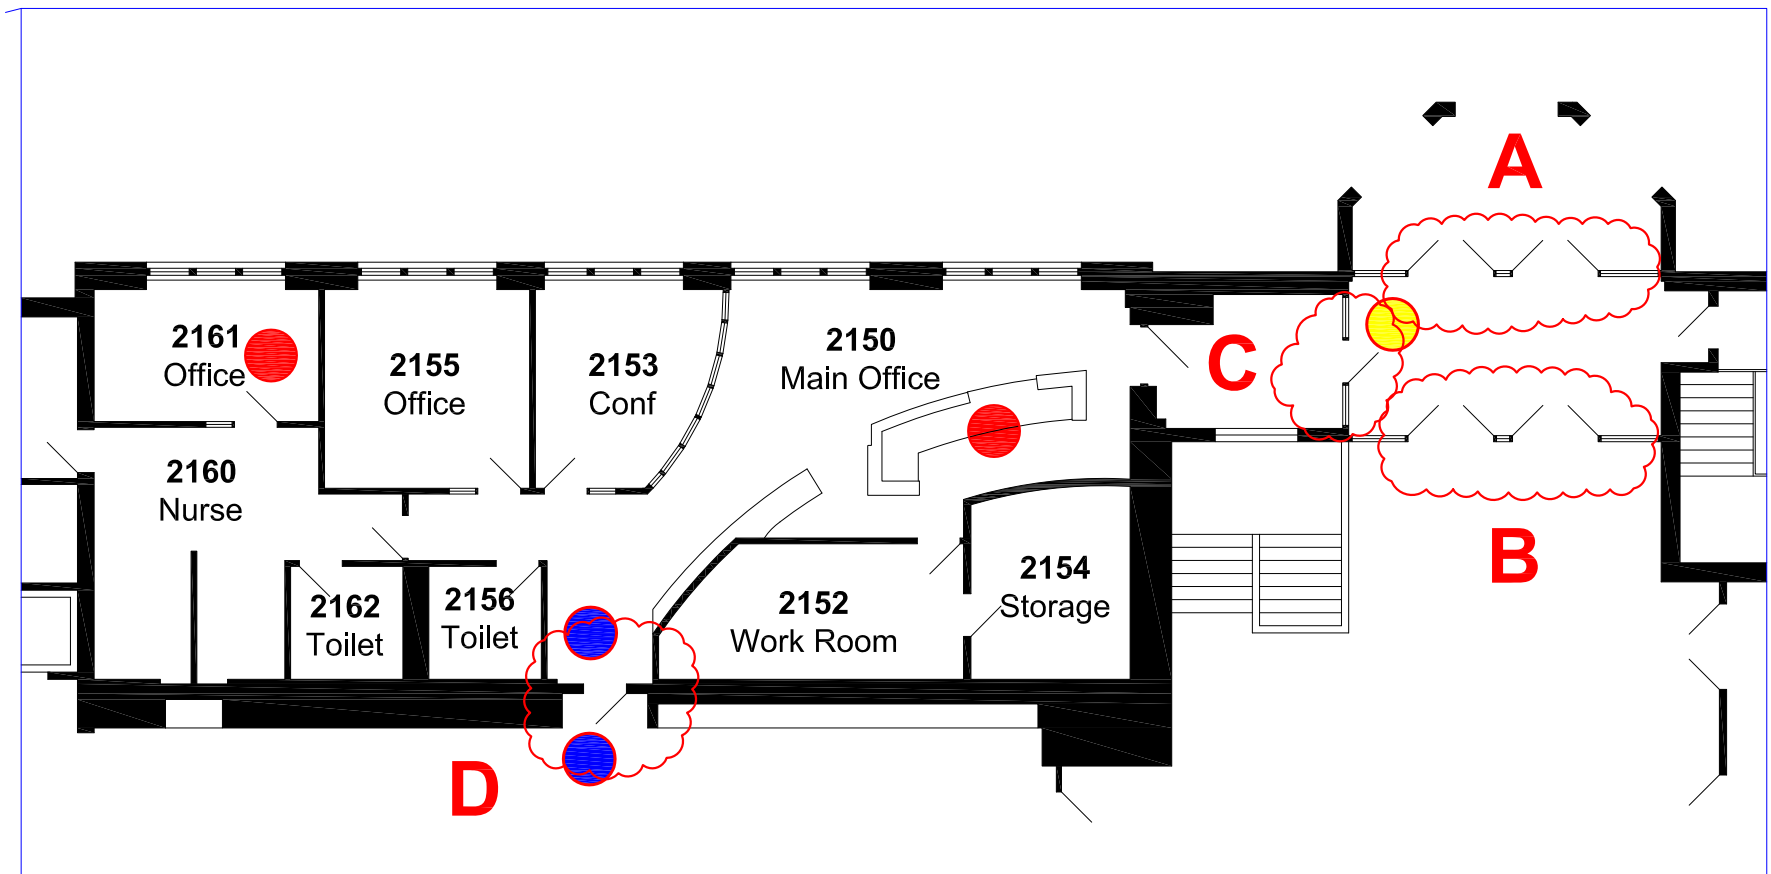 A
2161
Office
2155
Office
2153
Conf
2150
Main Office
C
2160
Nurse
B
2162
Toilet
2156
Toilet
2152
Work Room
2154
Storage
D